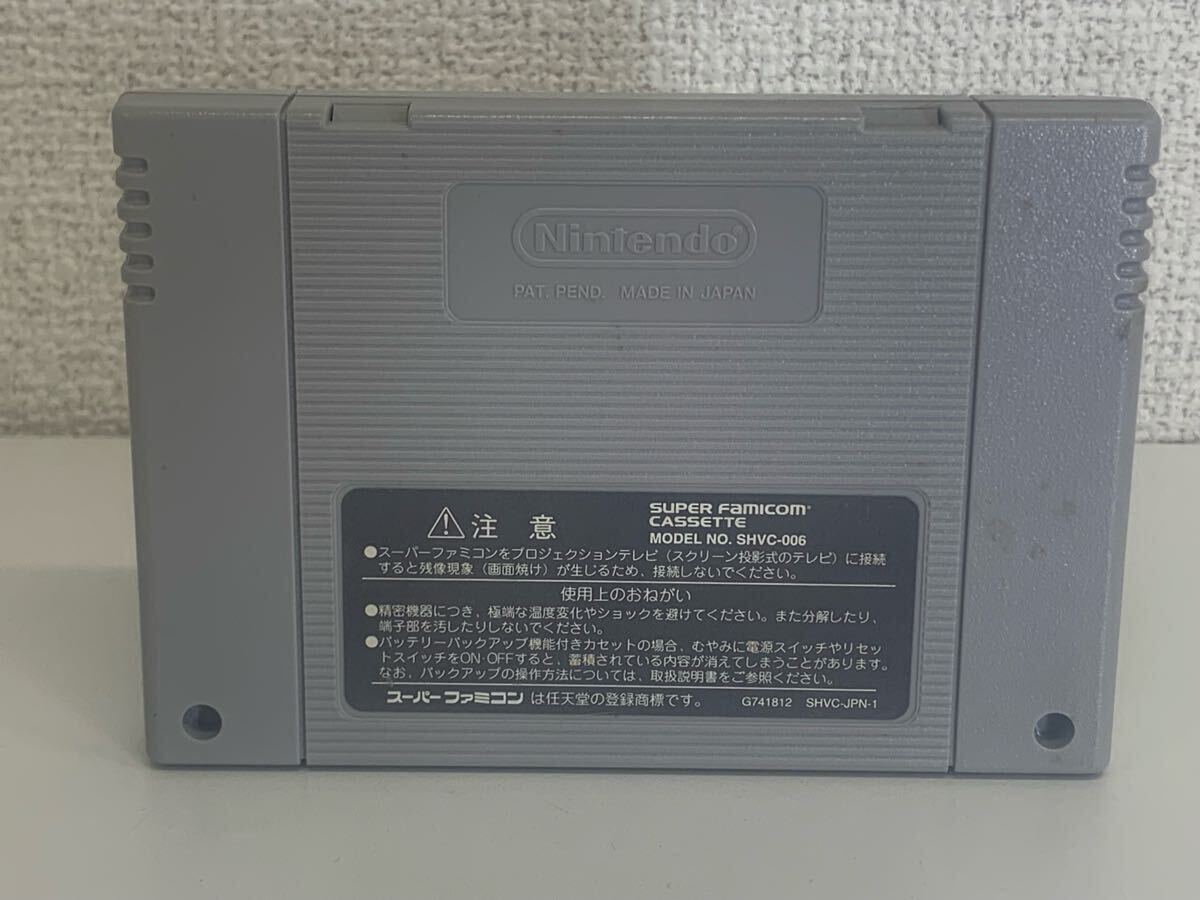 Nintendo®
PAT. PEND. MADE IN JAPAN
⚠注意
SUPER FAMICOM®
CASSETTE
MODEL NO. SHVC-006
●スーパーファミコンをプロジェクションテレビ（スクリーン投影式のテレビ）に接続
すると残像現象（画面焼け）が生じるため、接続しないでください。
使用上のおねがい
●精密機器につき、極端な温度変化やショックを避けてください。また分解したり、
端子部を汚したりしないでください。
●バッテリーバックアップ機能付きカセットの場合、むやみに電源スイッチやリセッ
トスイッチをON・OFFすると、蓄積されている内容が消えてしまうことがあります。
なお、バックアップの操作方法については、取扱説明書をご参照ください。
スーパーファミコンは任天堂の登録商標です。 G741812 SHVC-JPN-1